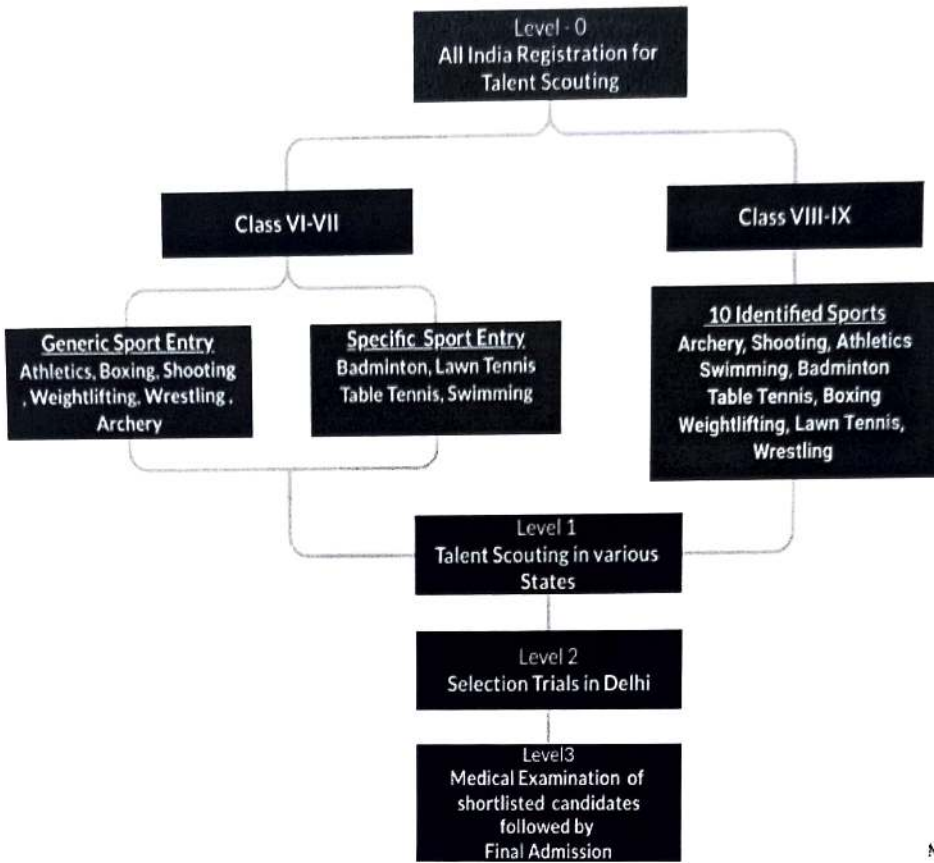 Level - 0
All India Registration for
Talent Scouting
Class VI-VII
Class VIII-IX
Generic Sport Entry
Athletics, Boxing, Shooting
, Weightlifting, Wrestling ,
Archery
Specific Sport Entry
Badminton, Lawn Tennis
Table Tennis, Swimming
10 Identified Sports
Archery, Shooting, Athletics
Swimming, Badminton
Table Tennis, Boxing
Weightlifting, Lawn Tennis,
Wrestling
Level 1
Talent Scouting in various
States
Level 2
Selection Trials in Delhi
Level3
Medical Examination of
shortlisted candidates
followed by
Final Admission